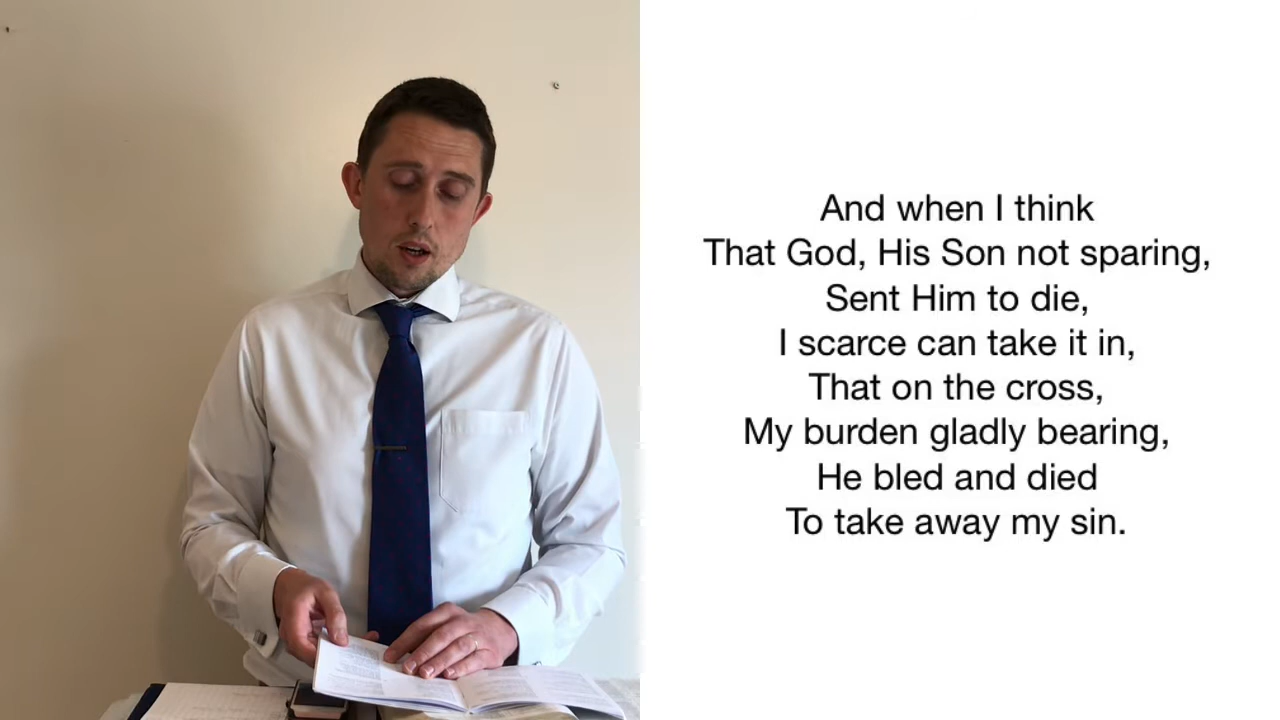 And when I think
That God, His Son not sparing,
Sent Him to die,
I scarce can take it in,
That on the cross,
My burden gladly bearing,
He bled and died
To take away my sin.